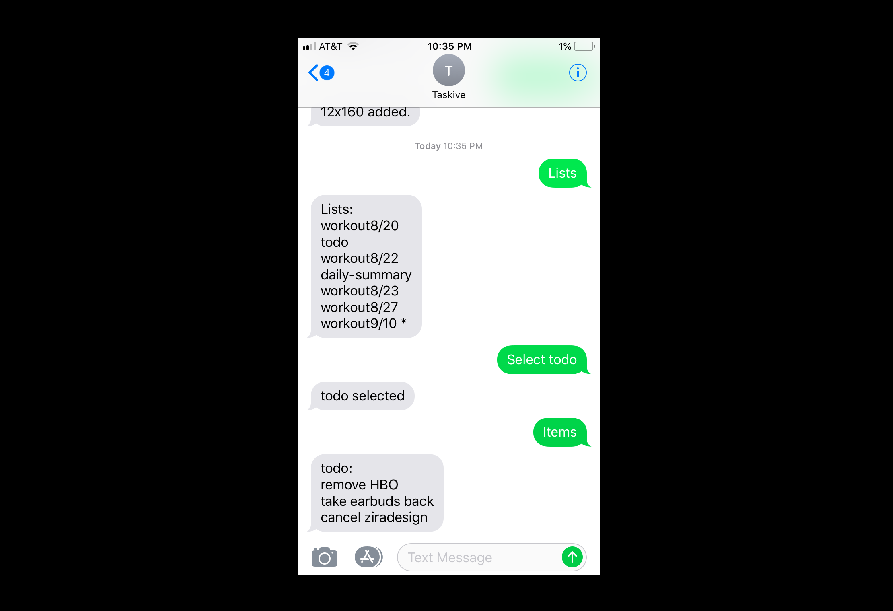 AT&T 10:35 PM 1%
4
T
Taskive
12x160 added.
Today 10:35 PM
Lists
Lists:
workout8/20
todo
workout8/22
daily-summary
workout8/23
workout8/27
workout9/10 *
Select todo
todo selected
Items
todo:
remove HBO
take earbuds back
cancel ziradesign
Text Message